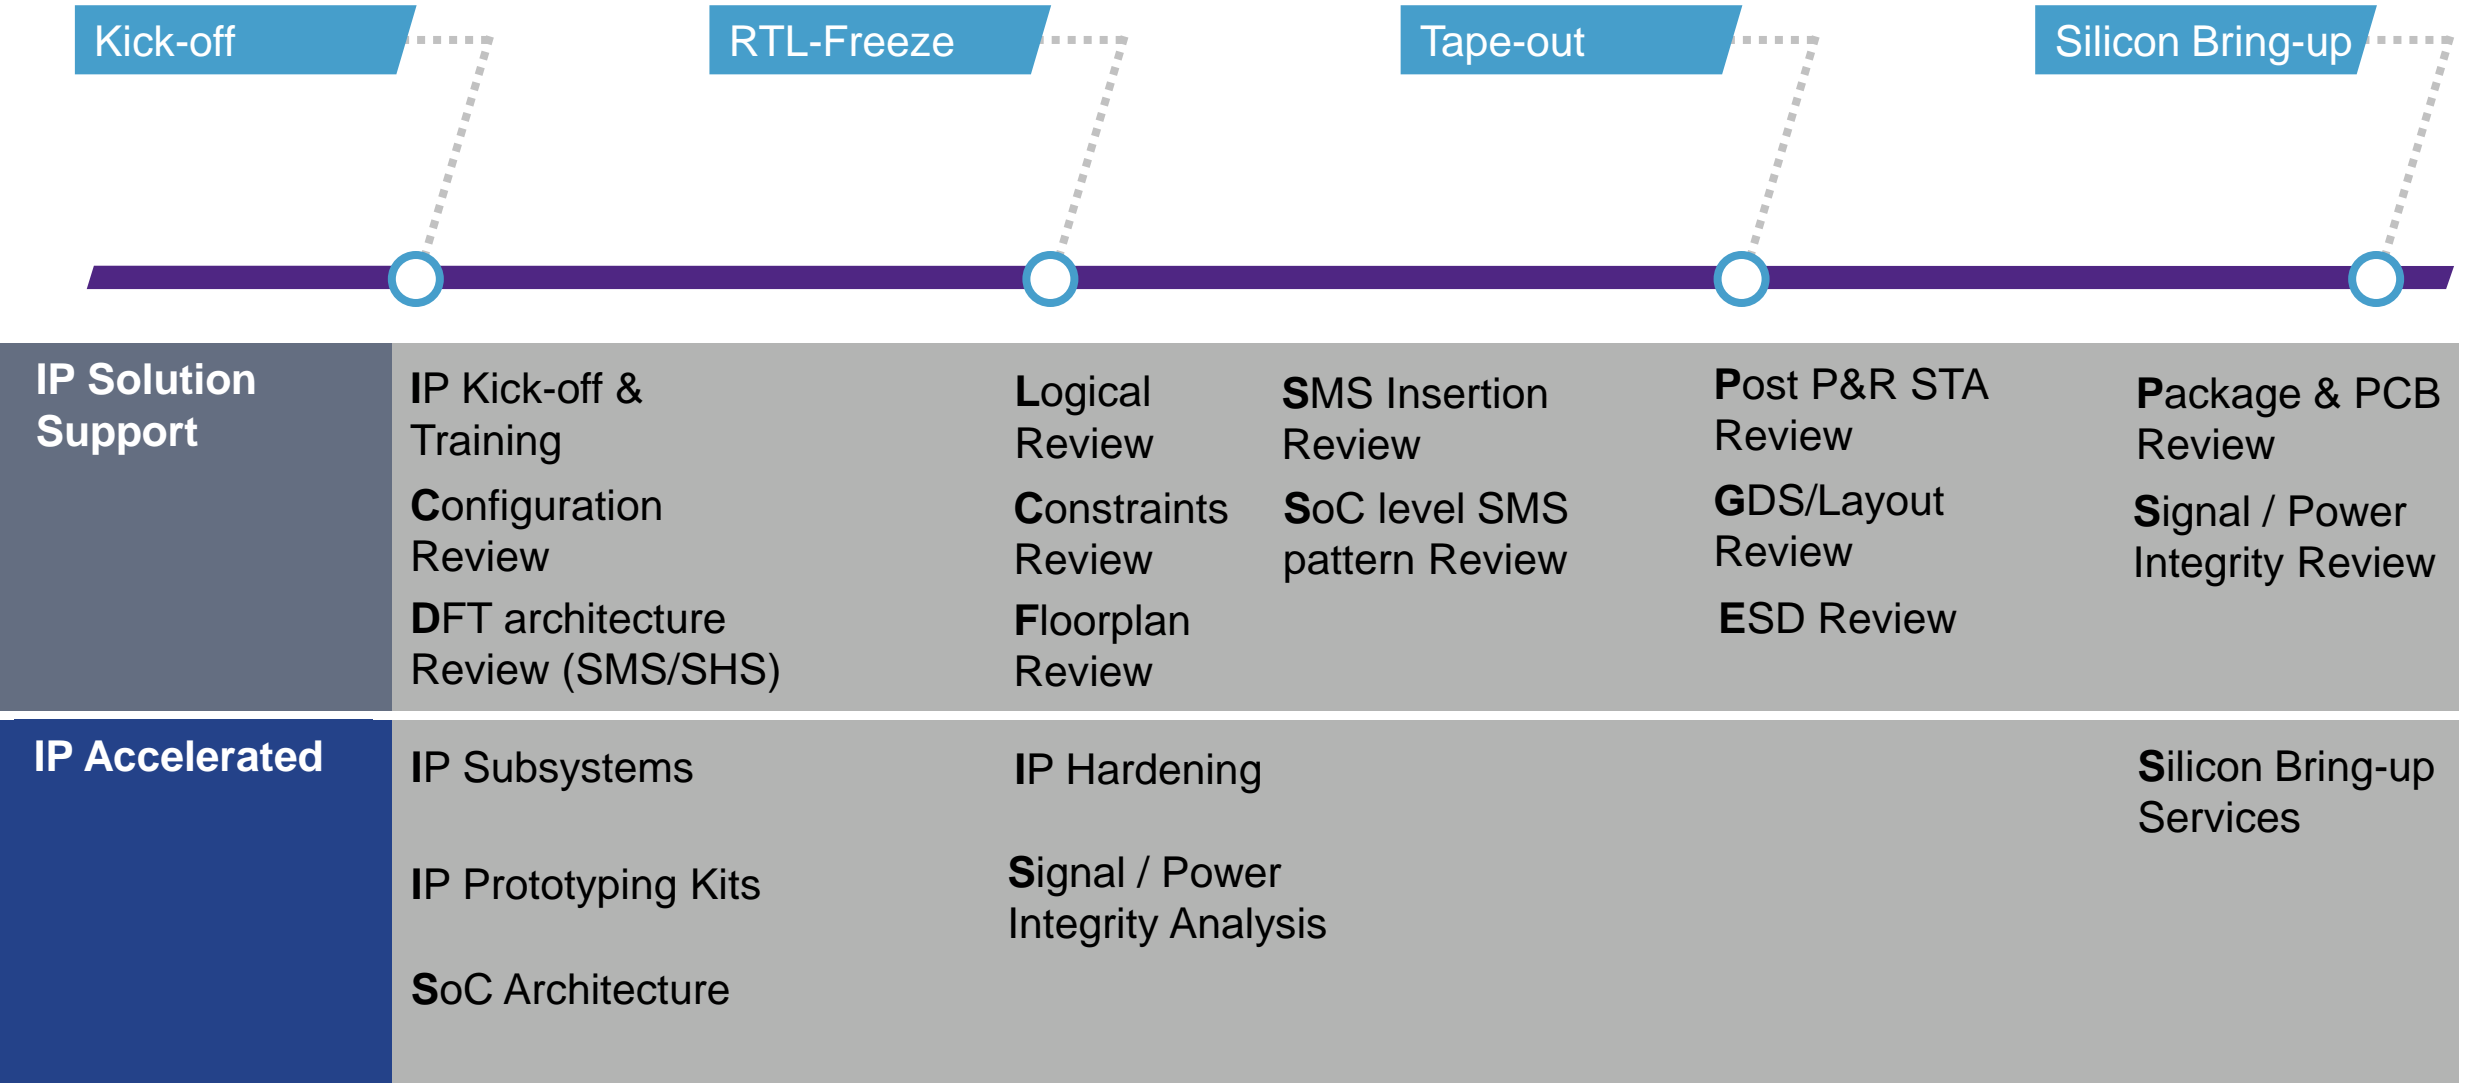 Kick-off
RTL-Freeze
Tape-out
Silicon Bring-up
IP Solution
Support
IP Kick-off &
Training
Configuration
Review
DFT architecture
Review (SMS/SHS)
Logical
Review
Constraints
Review
Floorplan
Review
SMS Insertion
Review
SoC level SMS
pattern Review
Post P&R STA
Review
GDS/Layout
Review
ESD Review
Package & PCB
Review
Signal / Power
Integrity Review
IP Accelerated
IP Subsystems
IP Prototyping Kits
SoC Architecture
IP Hardening
Signal / Power
Integrity Analysis
Silicon Bring-up
Services